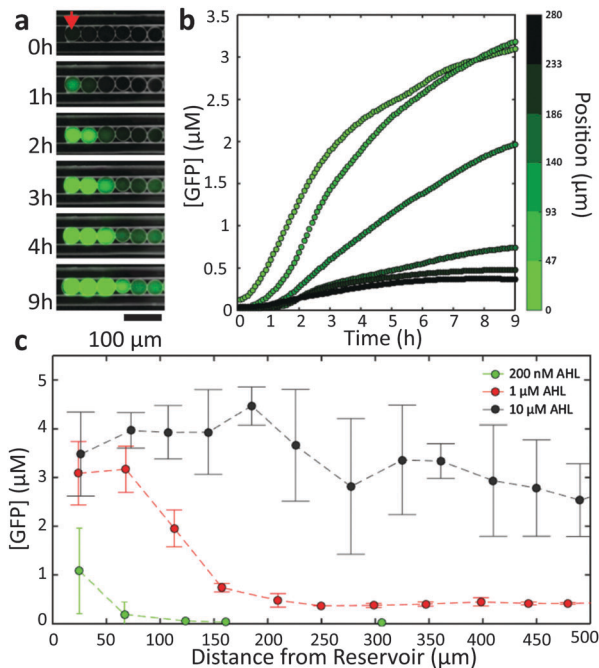 a
0h
1h
2h
3h
4h
9h
100 μm
b
[GFP] (μM)
3.5
3
2.5
2
1.5
1
0.5
0
0 1 2 3 4 5 6 7 8 9
Time (h)
280
233
186
140
93
47
0
Position (μm)
c
[GFP] (μM)
5
4
3
2
1
0
0 50 100 150 200 250 300 350 400 450 500
Distance from Reservoir (μm)
200 nM AHL
1 μM AHL
10 μM AHL